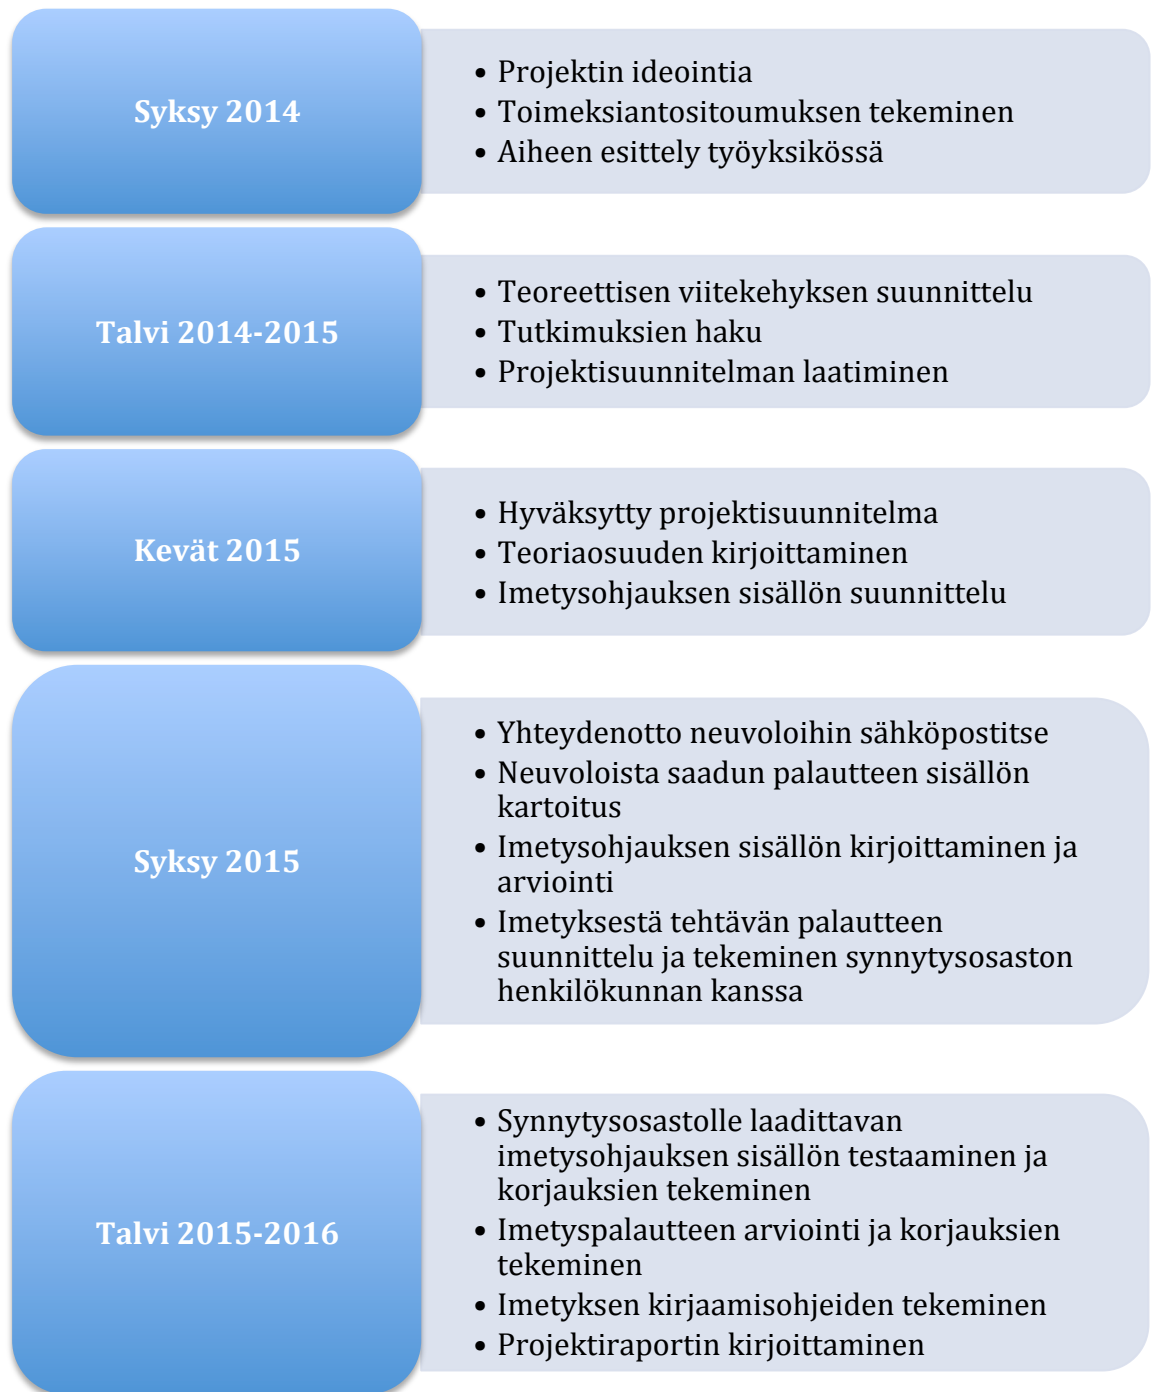 Syksy 2014
• Projektin ideointia
• Toimeksiantositoumuksen tekeminen
• Aiheen esittely työyksikössä
Talvi 2014-2015
• Teoreettisen viitekehyksen suunnittelu
• Tutkimuksien haku
• Projektisuunnitelman laatiminen
Kevät 2015
• Hyväksytty projektisuunnitelma
• Teoriaosuuden kirjoittaminen
• Imetysohjauksen sisällön suunnittelu
Syksy 2015
• Yhteydenotto neuvoloihin sähköpostitse
• Neuvoloista saadun palautteen sisällön
kartoitus
• Imetysohjauksen sisällön kirjoittaminen ja
arviointi
• Imetyksestä tehtävän palautteen
suunnittelu ja tekeminen synnytysosaston
henkilökunnan kanssa
Talvi 2015-2016
• Synnytysosastolle laadittavan
imetysohjauksen sisällön testaaminen ja
korjauksien tekeminen
• Imetyspalautteen arviointi ja korjauksien
tekeminen
• Imetyksen kirjaamisohjeiden tekeminen
• Projektiraportin kirjoittaminen